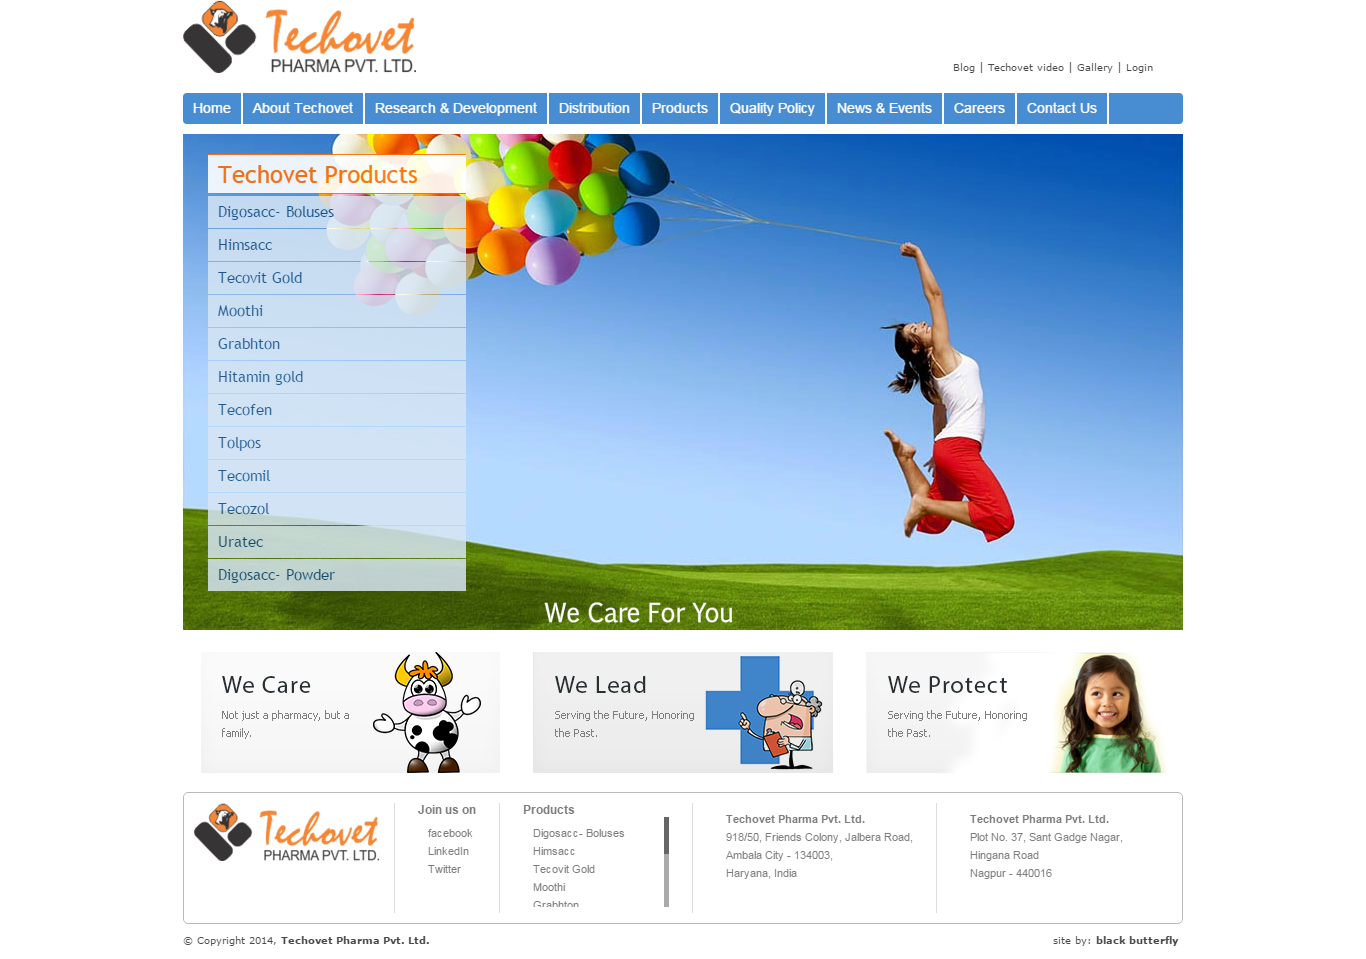 Techovet
PHARMA PVT. LTD.
Blog | Techovet video | Gallery | Login
Home
About Techovet
Research & Development
Distribution
Products
Quality Policy
News & Events
Careers
Contact Us
Techovet Products
Digosacc- Boluses
Himsacc
Tecovit Gold
Moothi
Grabhton
Hitamin gold
Tecofen
Tolpos
Tecomil
Tecozol
Uratec
Digosacc- Powder
We Care For You
We Care
Not just a pharmacy, but a
family.
We Lead
Serving the Future, Honoring
the Past.
We Protect
Serving the Future, Honoring
the Past.
Techovet
PHARMA PVT. LTD.
Join us on
facebook
LinkedIn
Twitter
Products
Digosacc- Boluses
Himsacc
Tecovit Gold
Moothi
Grabhton
Techovet Pharma Pvt. Ltd.
918/50, Friends Colony, Jalbera Road,
Ambala City - 134003,
Haryana, India
Techovet Pharma Pvt. Ltd.
Plot No. 37, Sant Gadge Nagar,
Hingana Road
Nagpur - 440016
© Copyright 2014, Techovet Pharma Pvt. Ltd.
site by: black butterfly